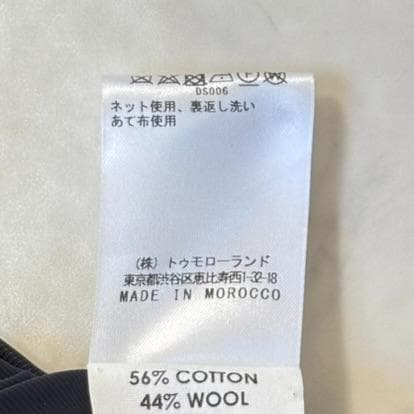 DS006
ネット使用、裏返し洗い
あて布使用
(株) トゥモローランド
東京都渋谷区恵比寿西1-32-18
MADE IN MOROCCO
56% COTTON
44% WOOL